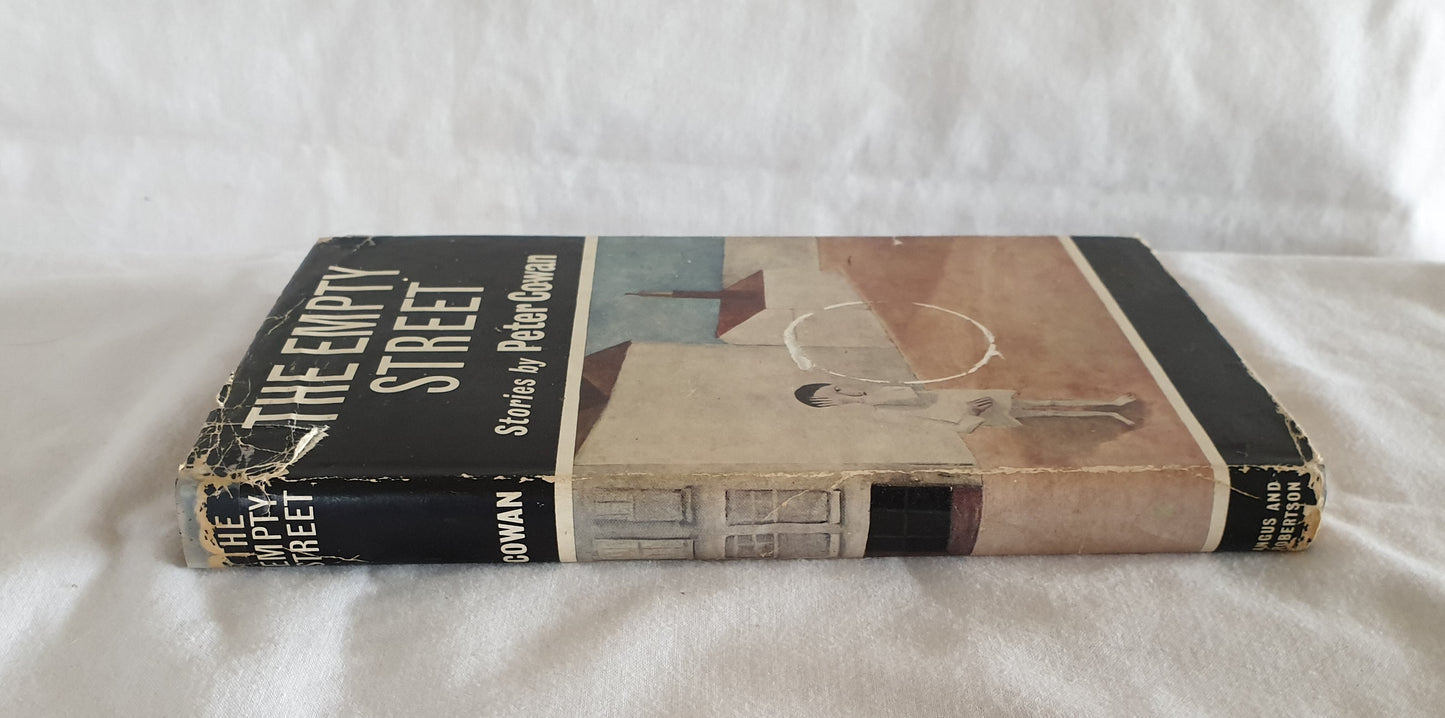 THE EMPTY
STREET
Stories by Peter Cowan
THE
EMPTY
STREET
COWAN
ANGUS AND
ROBERTSON